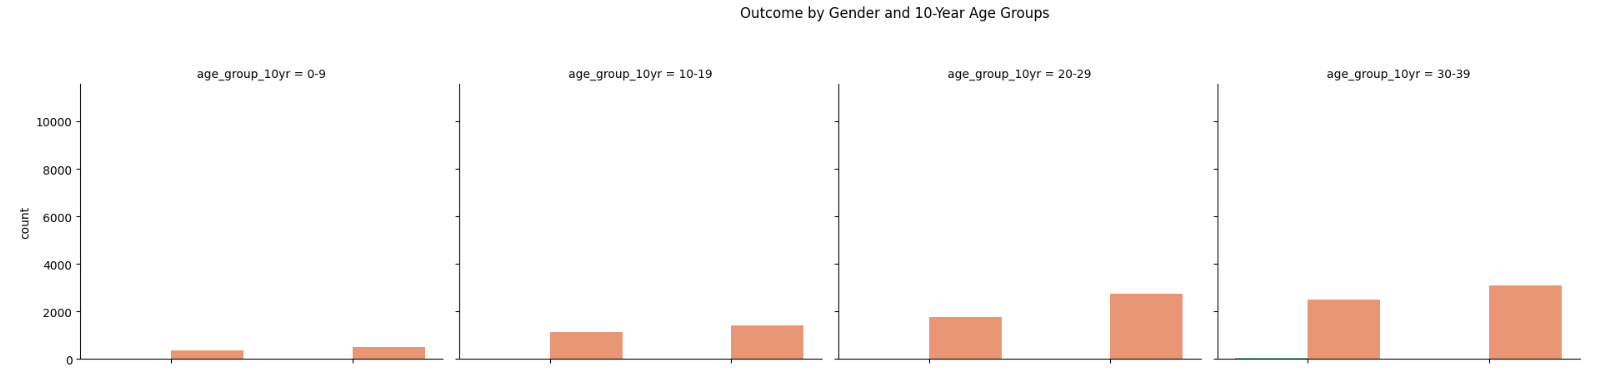 Outcome by Gender and 10-Year Age Groups
age_group_10yr = 0-9
age_group_10yr = 10-19
age_group_10yr = 20-29
age_group_10yr = 30-39
10000
8000
6000
4000
2000
0
count